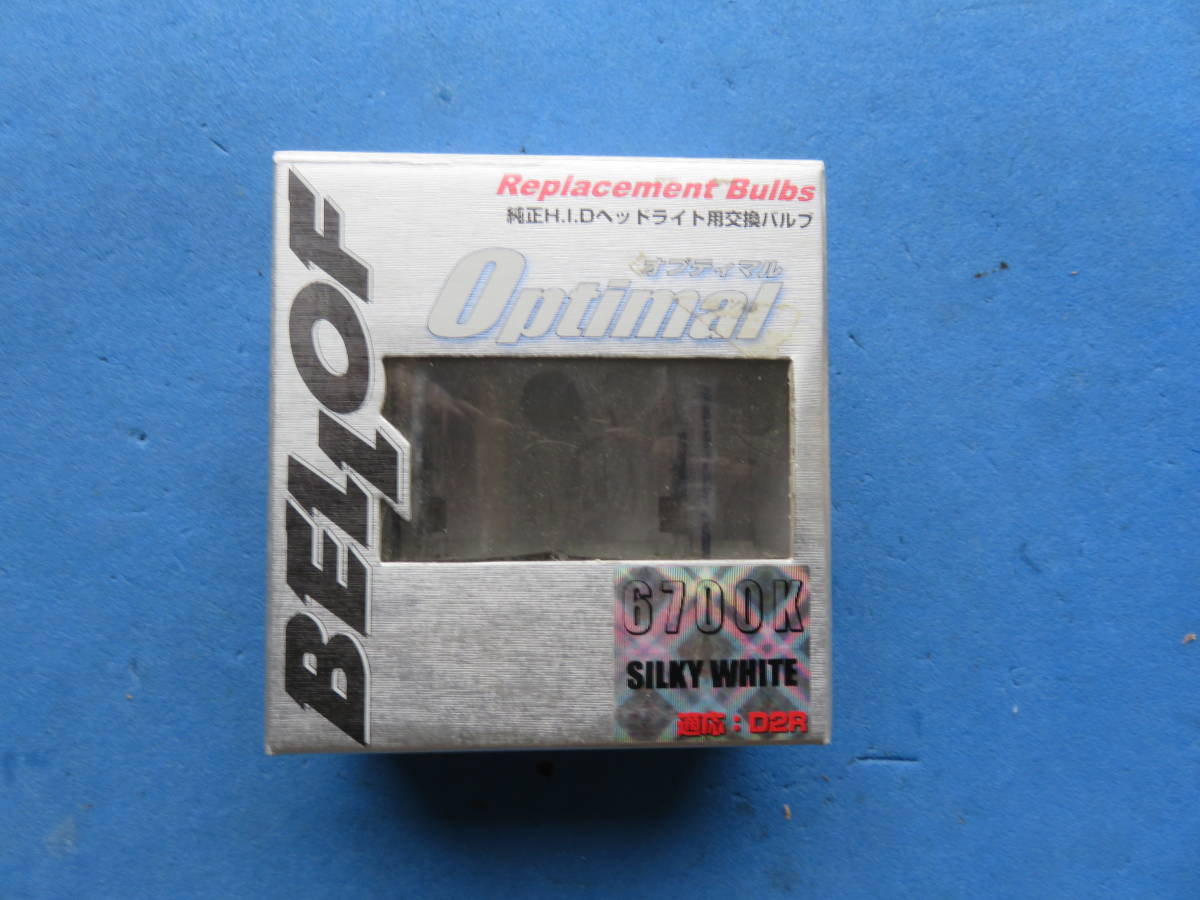 BELLOF
Replacement Bulbs
純正H.I.Dヘッドライト用交換バルブ
オプティマル
Optimal
6700K
SILKY WHITE
適応：D2R